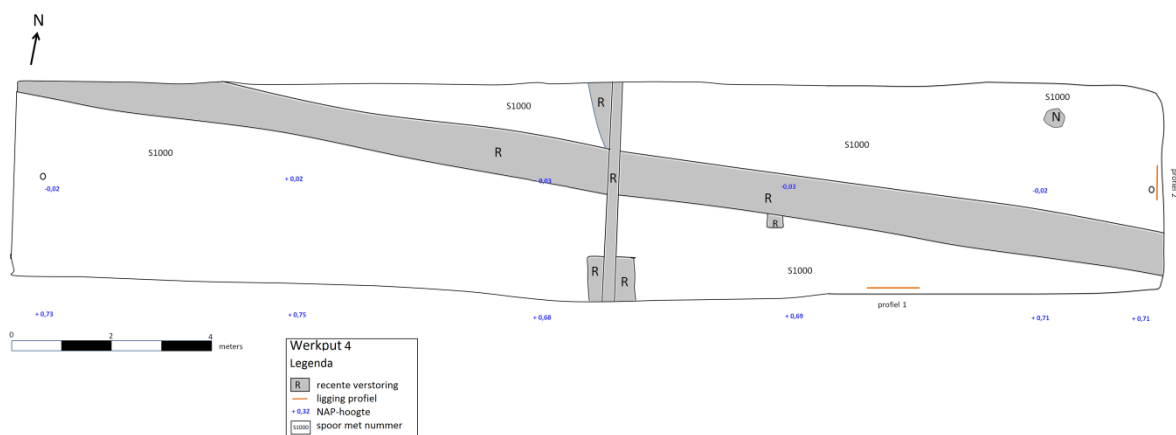 N
S1000
R
S1000
N
S1000
R
S1000
R
R
O
-0,02
+ 0,02
-0,03
-0,03
-0,02
O
profiel 2
R
R
R
R
S1000
profiel 1
+ 0,73
+ 0,75
+ 0,68
+ 0,69
+ 0,71
+ 0,71
0 2 4
meters
Werkput 4
Legenda
R recente verstoring
ligging profiel
+ 0,32 NAP-hoogte
S1000 spoor met nummer